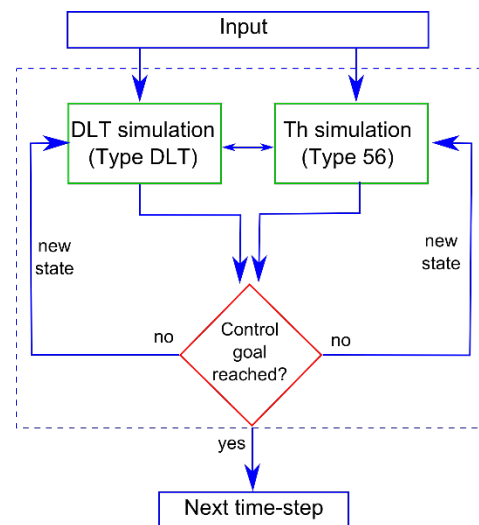 Input
DLT simulation
(Type DLT)
Th simulation
(Type 56)
new
state
new
state
no
Control
goal
reached?
no
yes
Next time-step